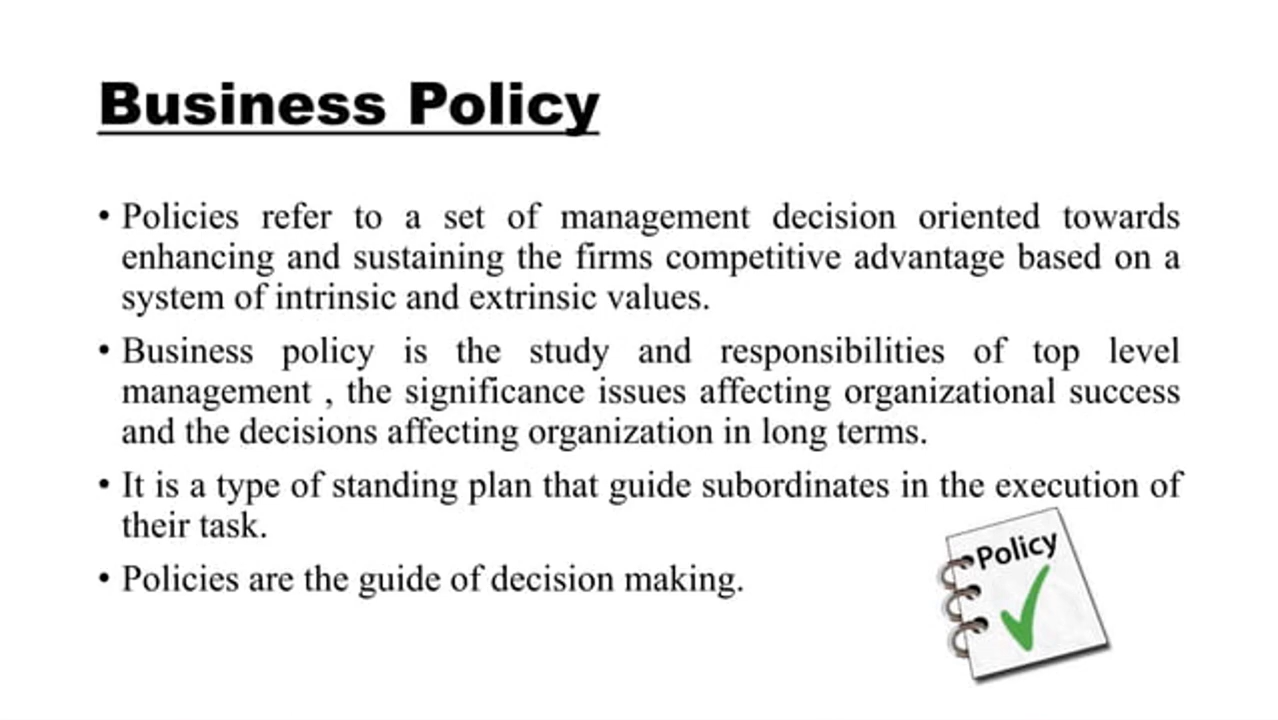 Business Policy
• Policies refer to a set of management decision oriented towards
enhancing and sustaining the firms competitive advantage based on a
system of intrinsic and extrinsic values.
• Business policy is the study and responsibilities of top level
management , the significance issues affecting organizational success
and the decisions affecting organization in long terms.
• It is a type of standing plan that guide subordinates in the execution of
their task.
• Policies are the guide of decision making.
Policy